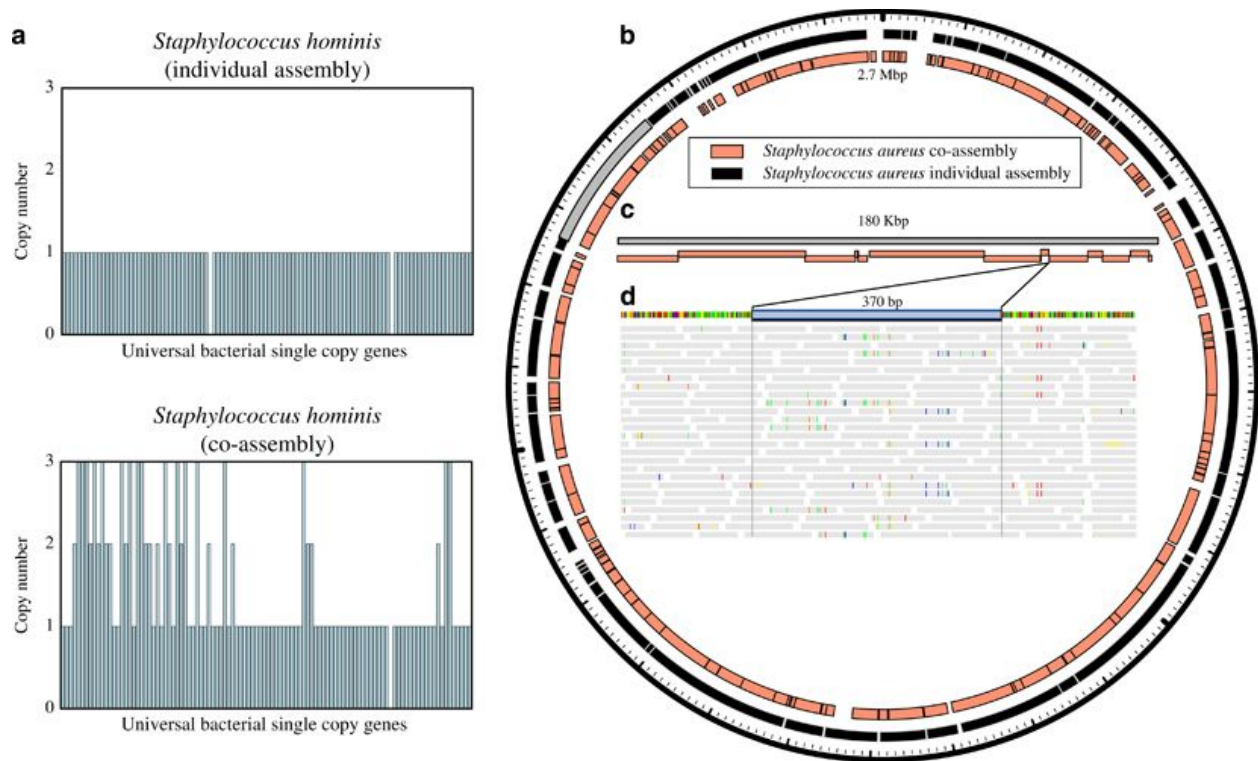 a
Staphylococcus hominis
(individual assembly)
3
2
1
0
Copy number
Universal bacterial single copy genes
Staphylococcus hominis
(co-assembly)
3
2
1
0
Copy number
Universal bacterial single copy genes
b
2.7 Mbp
Staphylococcus aureus co-assembly
Staphylococcus aureus individual assembly
c
180 Kbp
d
370 bp